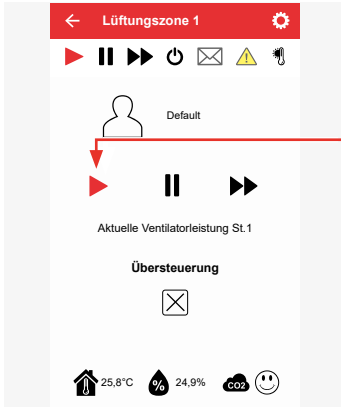 Lüftungszone 1
Default
Aktuelle Ventilatorleistung St.1
Übersteuerung
25,8°C % 24,9% CO2